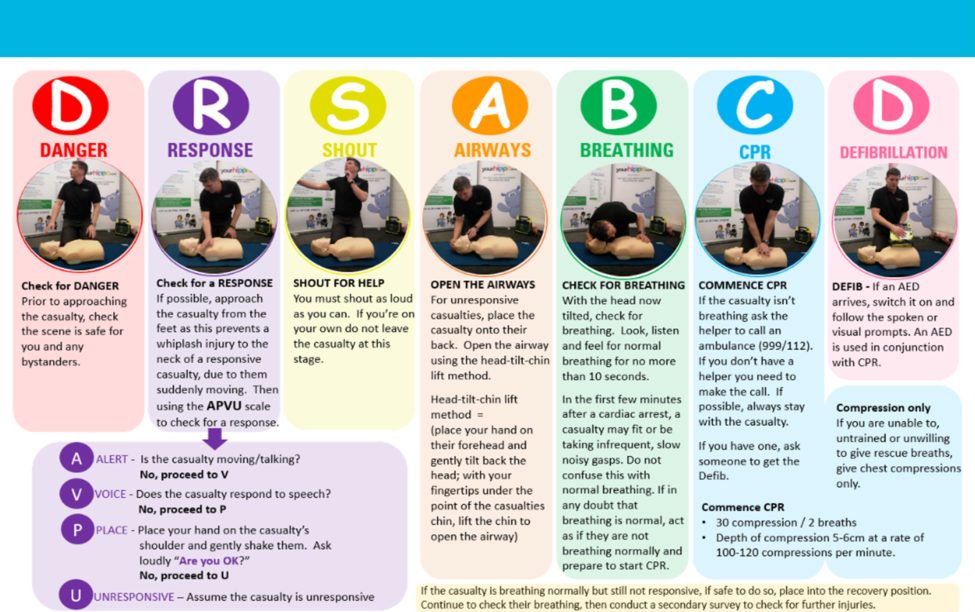 D
DANGER
Check for DANGER
Prior to approaching
the casualty, check
the scene is safe for
you and any
bystanders.
R
RESPONSE
Check for a RESPONSE
If possible, approach
the casualty from the
feet as this prevents a
whiplash injury to the
neck of a responsive
casualty, due to them
suddenly moving. Then
using the APVU scale
to check for a response.
S
SHOUT
SHOUT FOR HELP
You must shout as loud
as you can. If you're on
your own do not leave
the casualty at this
stage.
A
AIRWAYS
OPEN THE AIRWAYS
For unresponsive
casualties, place the
casualty onto their
back. Open the airway
using the head-tilt-chin
lift method.
Head-tilt-chin lift
method =
(place your hand on
their forehead and
gently tilt back the
head; with your
fingertips under the
point of the casualties
chin, lift the chin to
open the airway)
B
BREATHING
CHECK FOR BREATHING
With the head now
tilted, check for
breathing. Look, listen
and feel for normal
breathing for no more
than 10 seconds.
In the first few minutes
after a cardiac arrest, a
casualty may fit or be
taking infrequent, slow
noisy gasps. Do not
confuse this with
normal breathing. If in
any doubt that
breathing is normal, act
as if they are not
breathing normally and
prepare to start CPR.
C
CPR
COMMENCE CPR
If the casualty isn't
breathing ask the
helper to call an
ambulance (999/112).
If you don't have a
helper you need to
make the call. If
possible, always stay
with the casualty.
If you have one, ask
someone to get the
Defib.
Commence CPR
• 30 compression / 2 breaths
• Depth of compression 5-6cm at a rate of
100-120 compressions per minute.
D
DEFIBRILLATION
DEFIB - If an AED
arrives, switch it on and
follow the spoken or
visual prompts. An AED
is used in conjunction
with CPR.
Compression only
If you are unable to,
untrained or unwilling
to give rescue breaths,
give chest compressions
only.
A ALERT - Is the casualty moving/talking?
No, proceed to V
V VOICE - Does the casualty respond to speech?
No, proceed to P
P PLACE - Place your hand on the casualty's
shoulder and gently shake them. Ask
loudly "Are you OK?"
No, proceed to U
U UNRESPONSIVE – Assume the casualty is unresponsive
If the casualty is breathing normally but still not responsive, if safe to do so, place into the recovery position.
Continue to check their breathing, then conduct a secondary survey to check for further injuries.